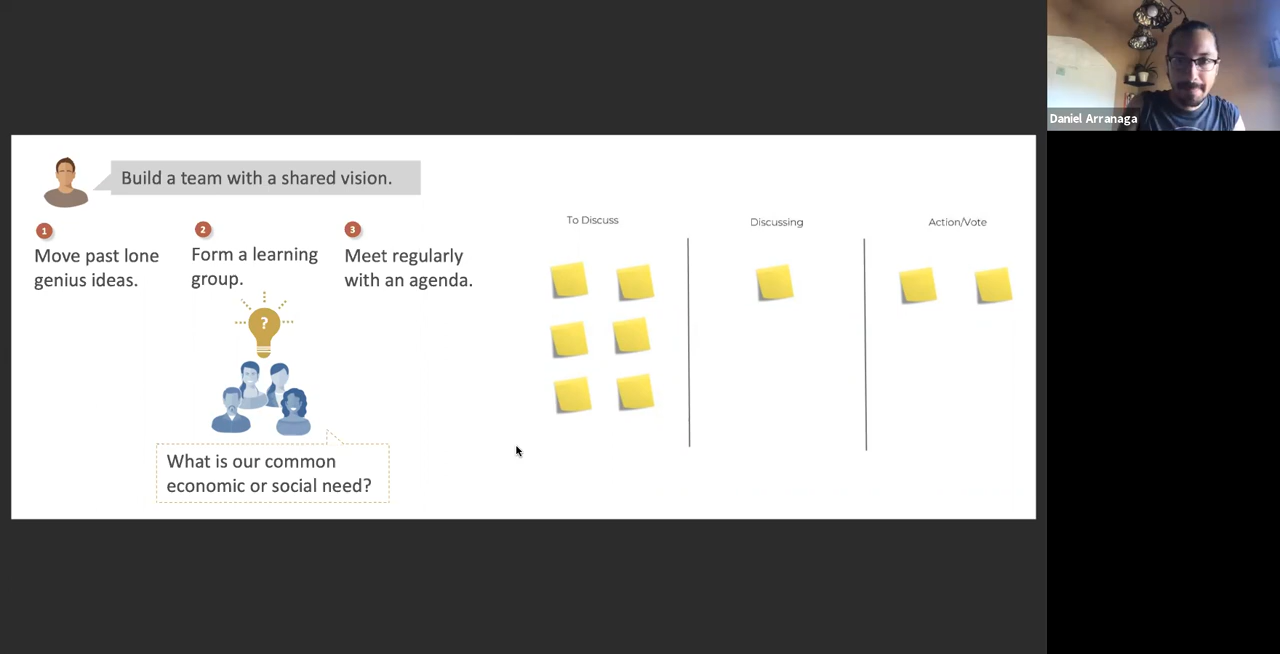 Build a team with a shared vision.
1
Move past lone
genius ideas.
2
Form a learning
group.
3
Meet regularly
with an agenda.
?
What is our common
economic or social need?
To Discuss
Discussing
Action/Vote
Daniel Arranaga